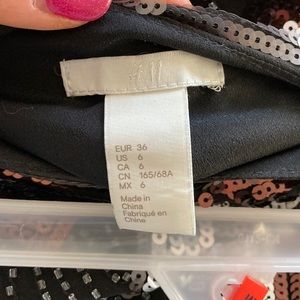 H&M
EUR 36
US 6
CA 6
CN 165/68A
MX 6
Made in
China
Fabriqué en
Chine